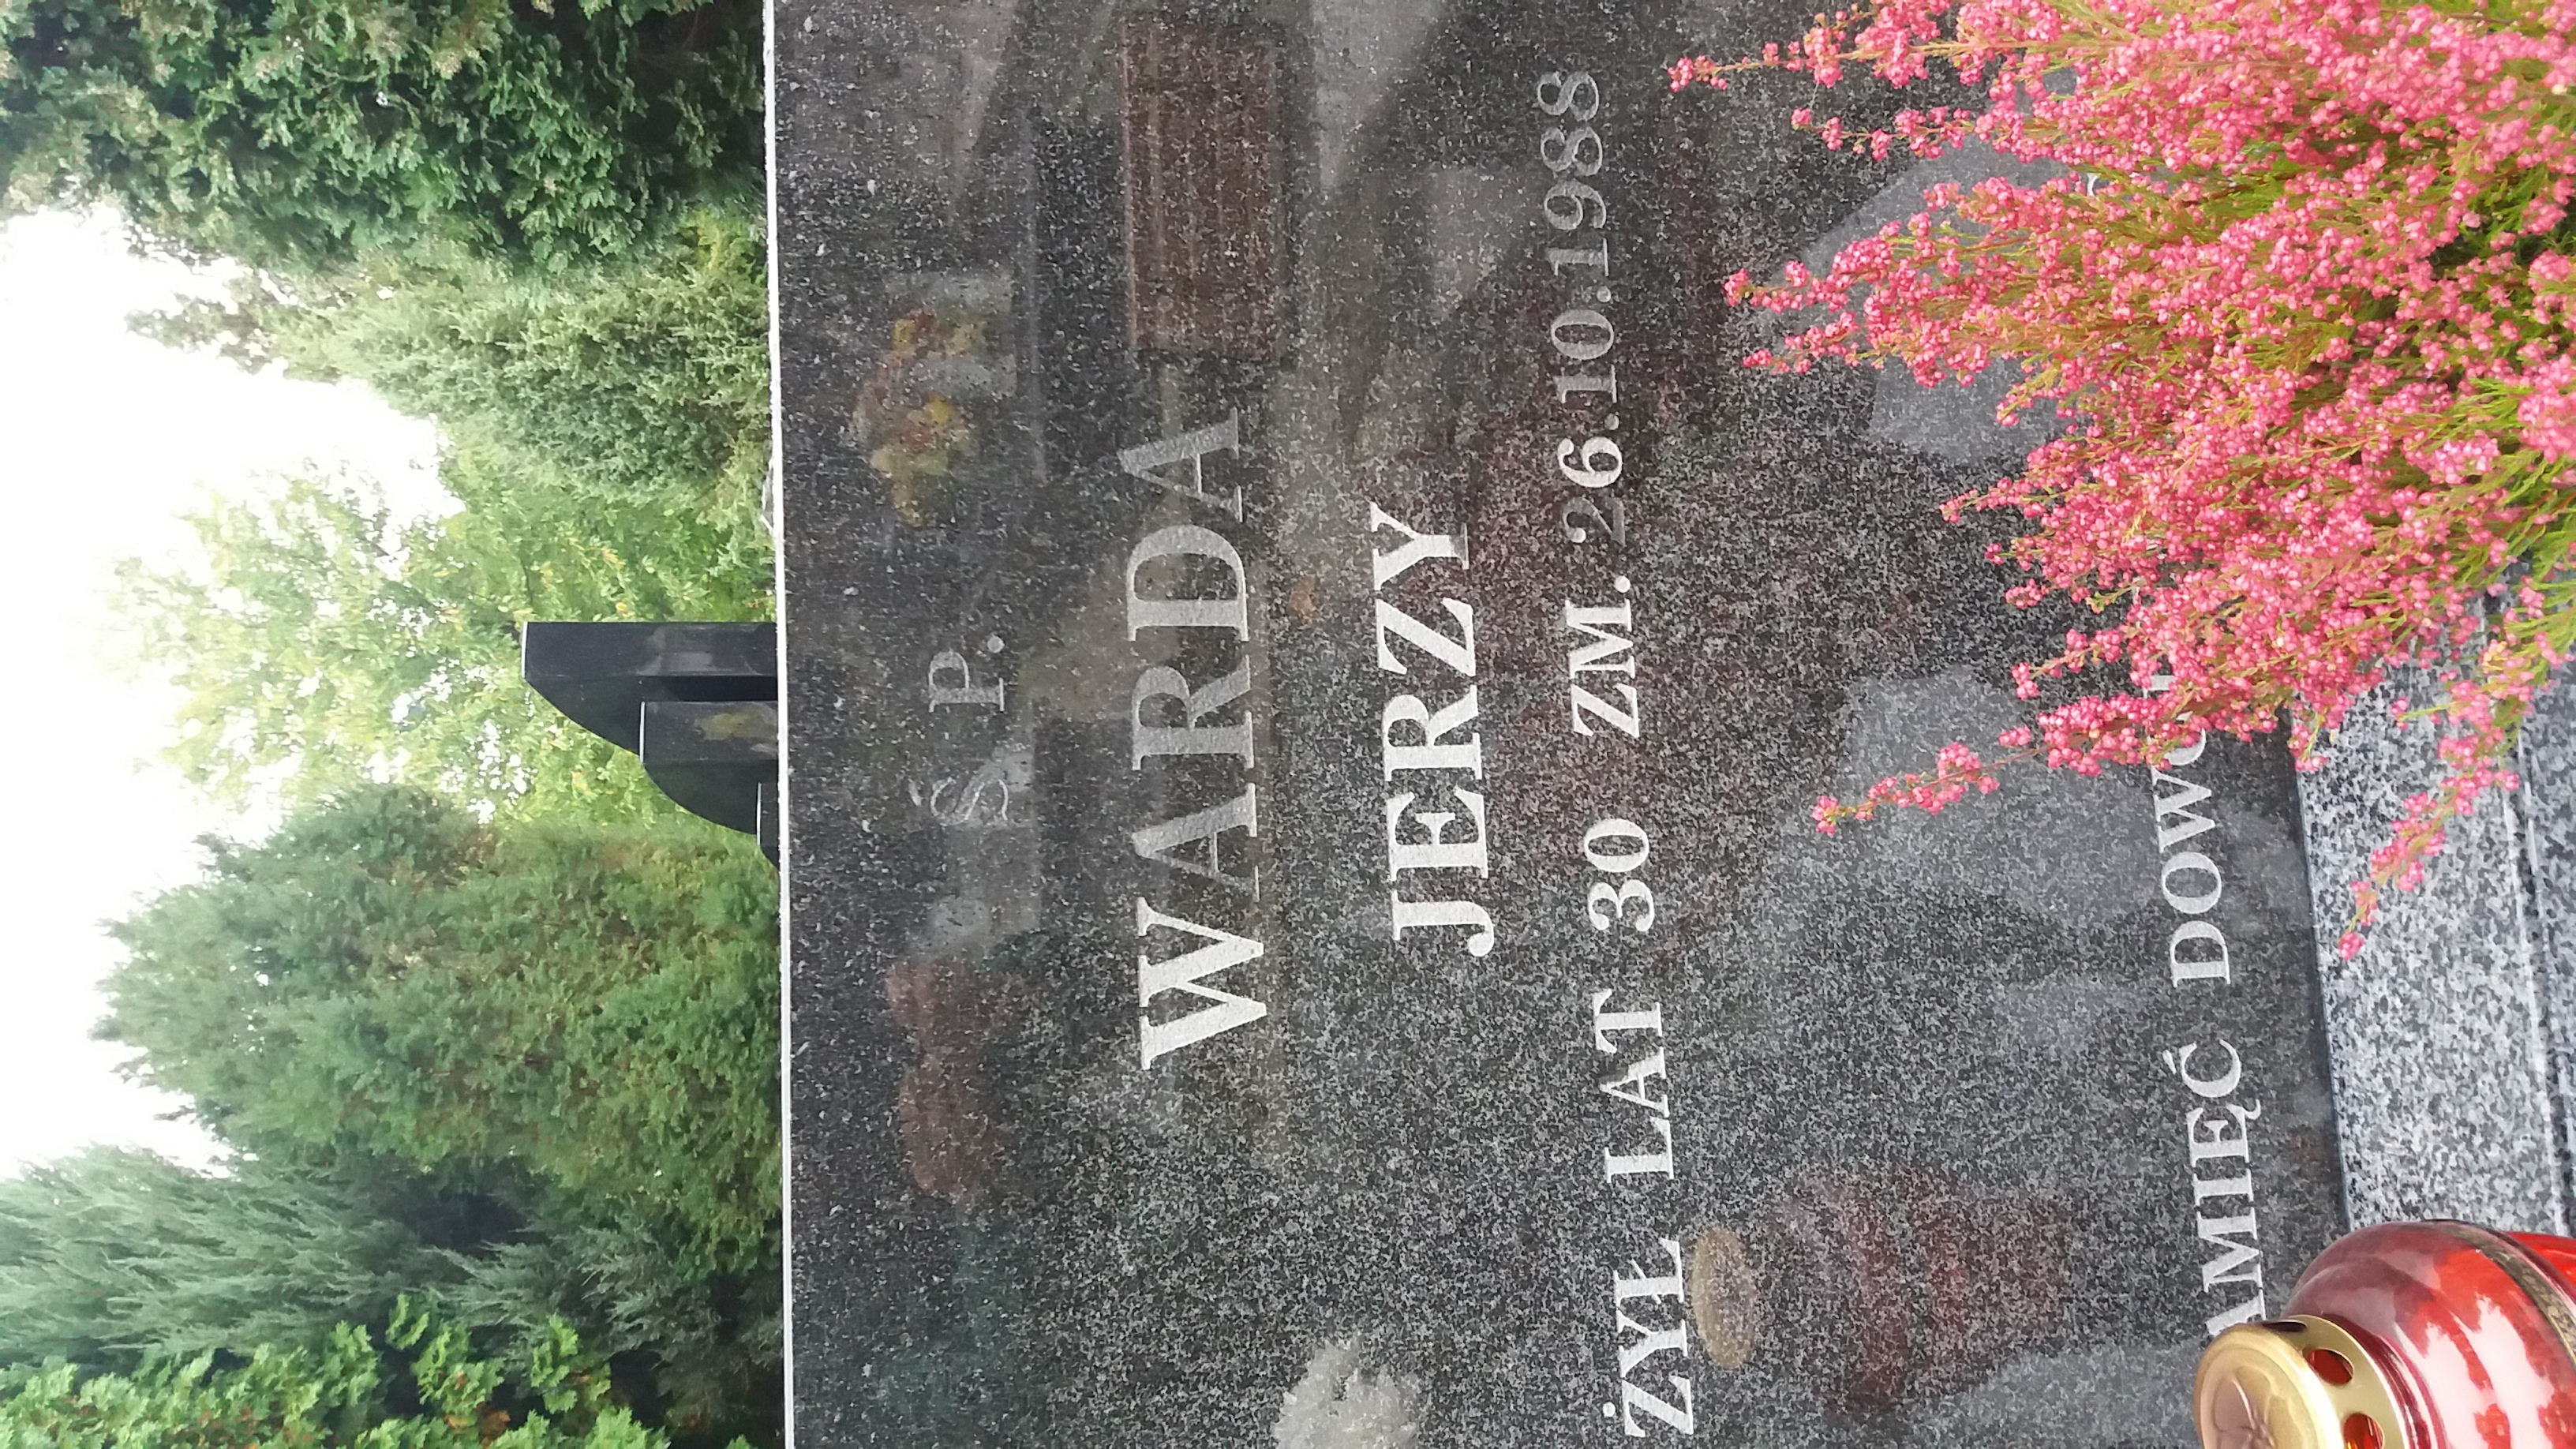 Ś. P.
WARDA
JERZY
ŻYŁ LAT 30 ZM. 26.10.1988